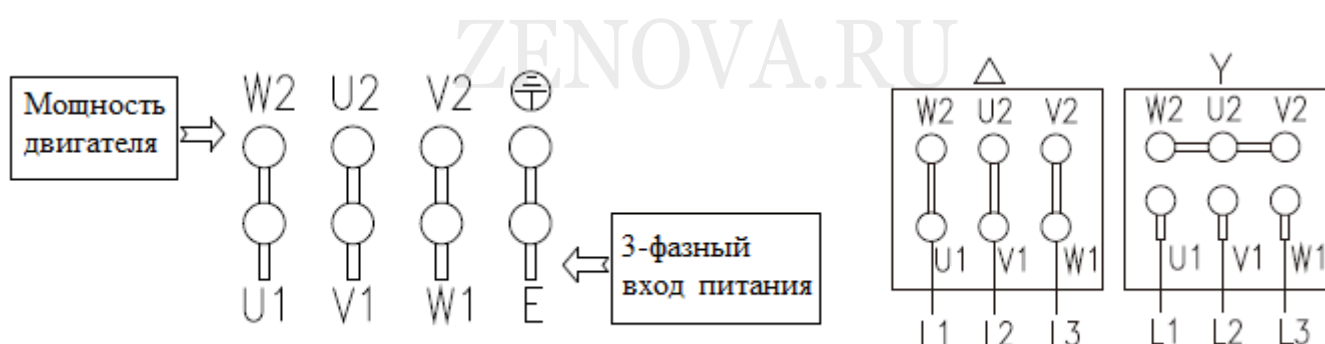 ZENOVA.RU
Мощность
двигателя
W2 U2 V2
U1 V1 W1 E
3-фазный
вход питания
△
W2 U2 V2
U1 V1 W1
L1 L2 L3
Y
W2 U2 V2
U1 V1 W1
L1 L2 L3